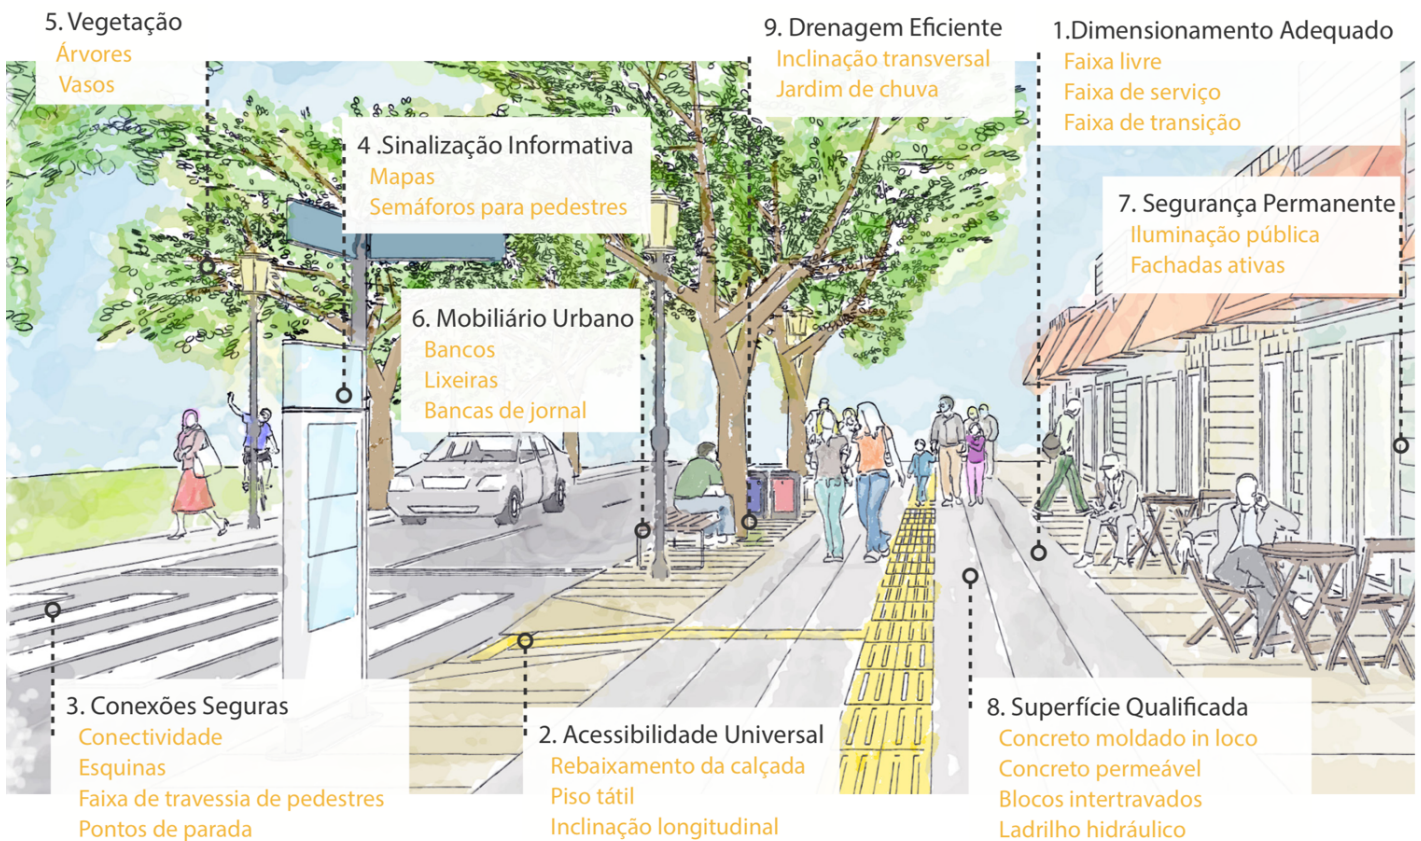 5. Vegetação
Árvores
Vasos
9. Drenagem Eficiente
Inclinação transversal
Jardim de chuva
1.Dimensionamento Adequado
Faixa livre
Faixa de serviço
Faixa de transição
4 .Sinalização Informativa
Mapas
Semáforos para pedestres
7. Segurança Permanente
Iluminação pública
Fachadas ativas
6. Mobiliário Urbano
Bancos
Lixeiras
Bancas de jornal
3. Conexões Seguras
Conectividade
Esquinas
Faixa de travessia de pedestres
Pontos de parada
2. Acessibilidade Universal
Rebaixamento da calçada
Piso tátil
Inclinação longitudinal
8. Superfície Qualificada
Concreto moldado in loco
Concreto permeável
Blocos intertravados
Ladrilho hidráulico